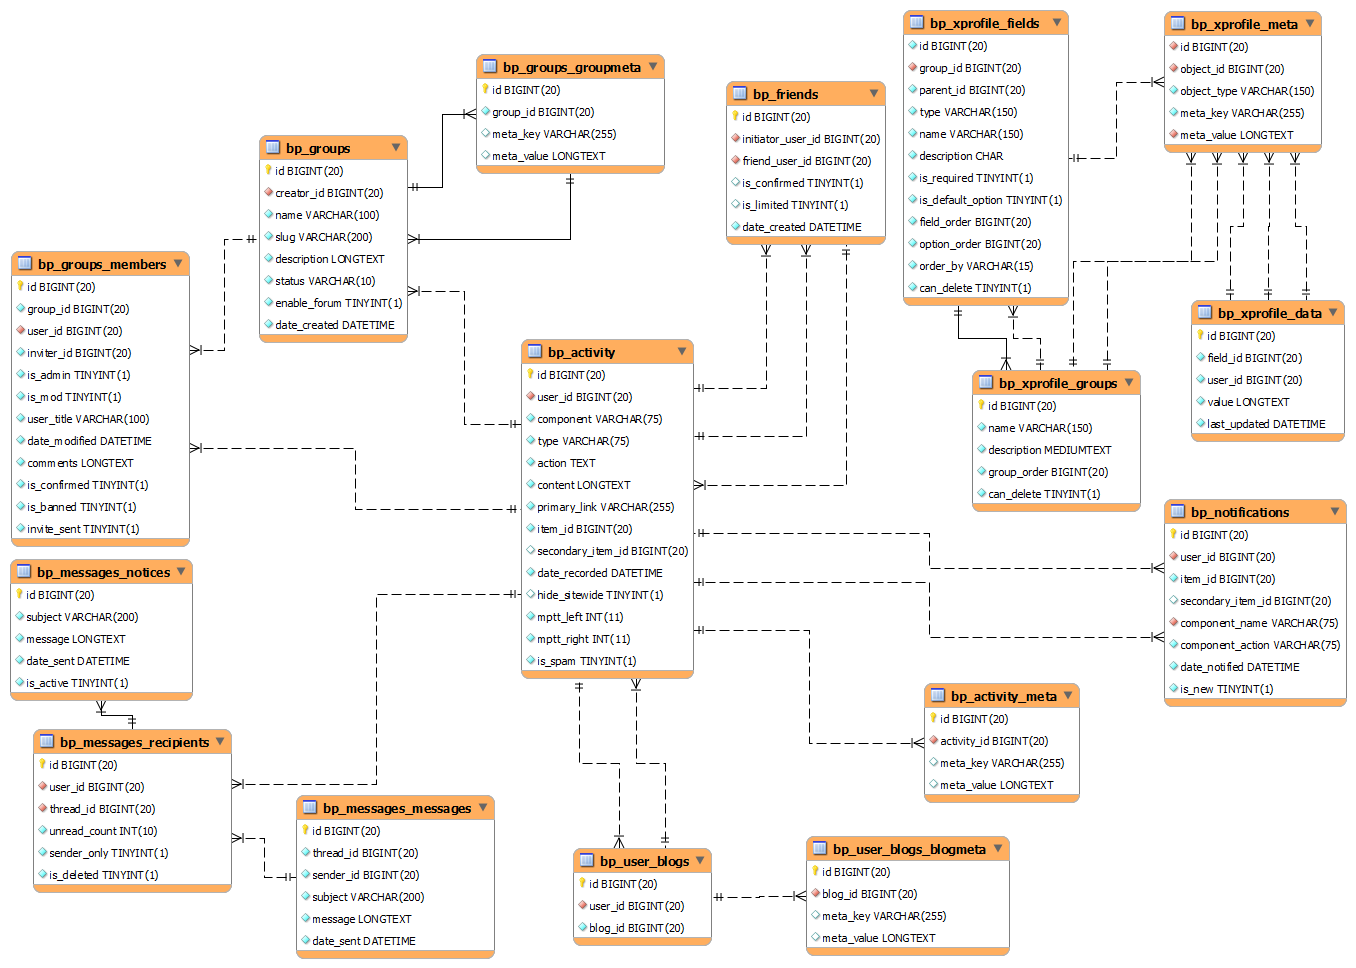 bp_groups_groupmeta
id BIGINT(20)
group_id BIGINT(20)
meta_key VARCHAR(255)
meta_value LONGTEXT
bp_groups
id BIGINT(20)
creator_id BIGINT(20)
name VARCHAR(100)
slug VARCHAR(200)
description LONGTEXT
status VARCHAR(10)
enable_forum TINYINT(1)
date_created DATETIME
bp_groups_members
id BIGINT(20)
group_id BIGINT(20)
user_id BIGINT(20)
inviter_id BIGINT(20)
is_admin TINYINT(1)
is_mod TINYINT(1)
user_title VARCHAR(100)
date_modified DATETIME
comments LONGTEXT
is_confirmed TINYINT(1)
is_banned TINYINT(1)
invite_sent TINYINT(1)
bp_messages_notices
id BIGINT(20)
subject VARCHAR(200)
message LONGTEXT
date_sent DATETIME
is_active TINYINT(1)
bp_messages_recipients
id BIGINT(20)
user_id BIGINT(20)
thread_id BIGINT(20)
unread_count INT(10)
sender_only TINYINT(1)
is_deleted TINYINT(1)
bp_messages_messages
id BIGINT(20)
thread_id BIGINT(20)
sender_id BIGINT(20)
subject VARCHAR(200)
message LONGTEXT
date_sent DATETIME
bp_friends
id BIGINT(20)
initiator_user_id BIGINT(20)
friend_user_id BIGINT(20)
is_confirmed TINYINT(1)
is_limited TINYINT(1)
date_created DATETIME
bp_activity
id BIGINT(20)
user_id BIGINT(20)
component VARCHAR(75)
type VARCHAR(75)
action TEXT
content LONGTEXT
primary_link VARCHAR(255)
item_id BIGINT(20)
secondary_item_id BIGINT(20)
date_recorded DATETIME
hide_sitewide TINYINT(1)
mptt_left INT(11)
mptt_right INT(11)
is_spam TINYINT(1)
bp_user_blogs
id BIGINT(20)
user_id BIGINT(20)
blog_id BIGINT(20)
bp_user_blogs_blogmeta
id BIGINT(20)
blog_id BIGINT(20)
meta_key VARCHAR(255)
meta_value LONGTEXT
bp_activity_meta
id BIGINT(20)
activity_id BIGINT(20)
meta_key VARCHAR(255)
meta_value LONGTEXT
bp_xprofile_fields
id BIGINT(20)
group_id BIGINT(20)
parent_id BIGINT(20)
type VARCHAR(150)
name VARCHAR(150)
description CHAR
is_required TINYINT(1)
is_default_option TINYINT(1)
field_order BIGINT(20)
option_order BIGINT(20)
order_by VARCHAR(15)
can_delete TINYINT(1)
bp_xprofile_meta
id BIGINT(20)
object_id BIGINT(20)
object_type VARCHAR(150)
meta_key VARCHAR(255)
meta_value LONGTEXT
bp_xprofile_data
id BIGINT(20)
field_id BIGINT(20)
user_id BIGINT(20)
value LONGTEXT
last_updated DATETIME
bp_xprofile_groups
id BIGINT(20)
name VARCHAR(150)
description MEDIUMTEXT
group_order BIGINT(20)
can_delete TINYINT(1)
bp_notifications
id BIGINT(20)
user_id BIGINT(20)
item_id BIGINT(20)
secondary_item_id BIGINT(20)
component_name VARCHAR(75)
component_action VARCHAR(75)
date_notified DATETIME
is_new TINYINT(1)